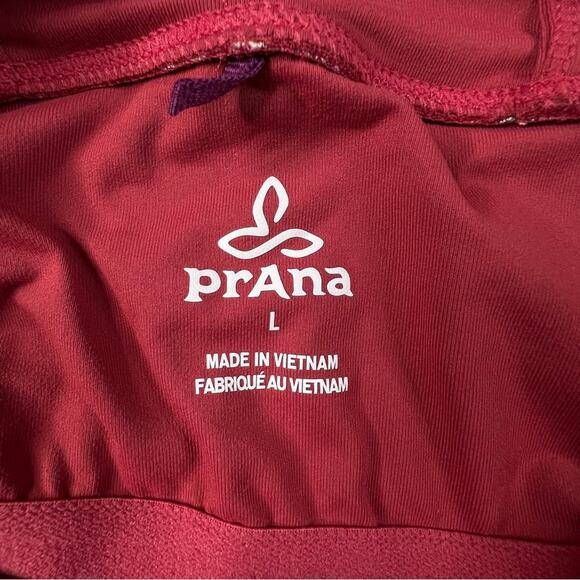 prAna
L
MADE IN VIETNAM
FABRIQUÉ AU VIETNAM